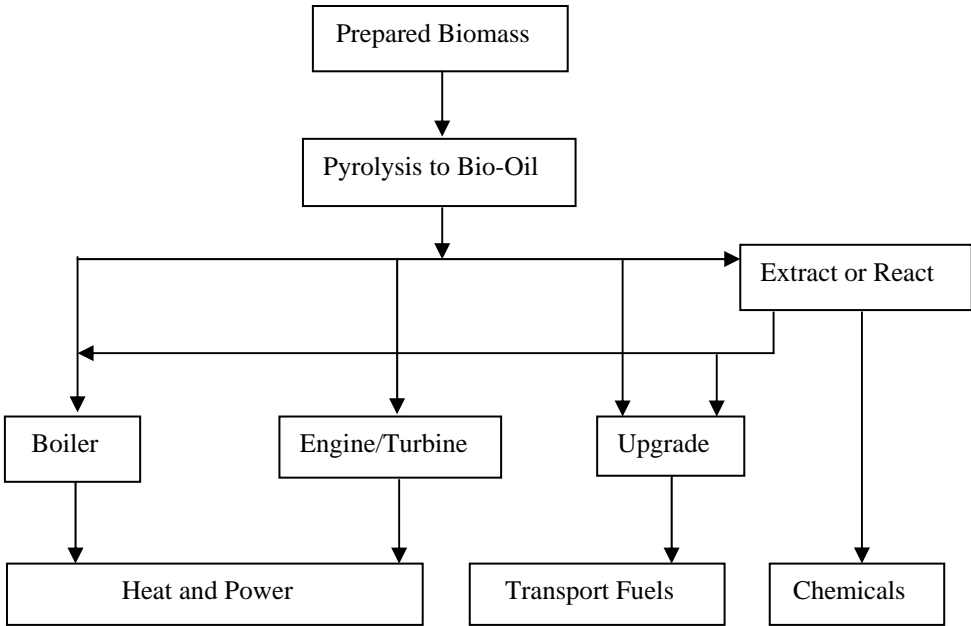 Prepared Biomass
Pyrolysis to Bio-Oil
Extract or React
Boiler
Engine/Turbine
Upgrade
Heat and Power
Transport Fuels
Chemicals